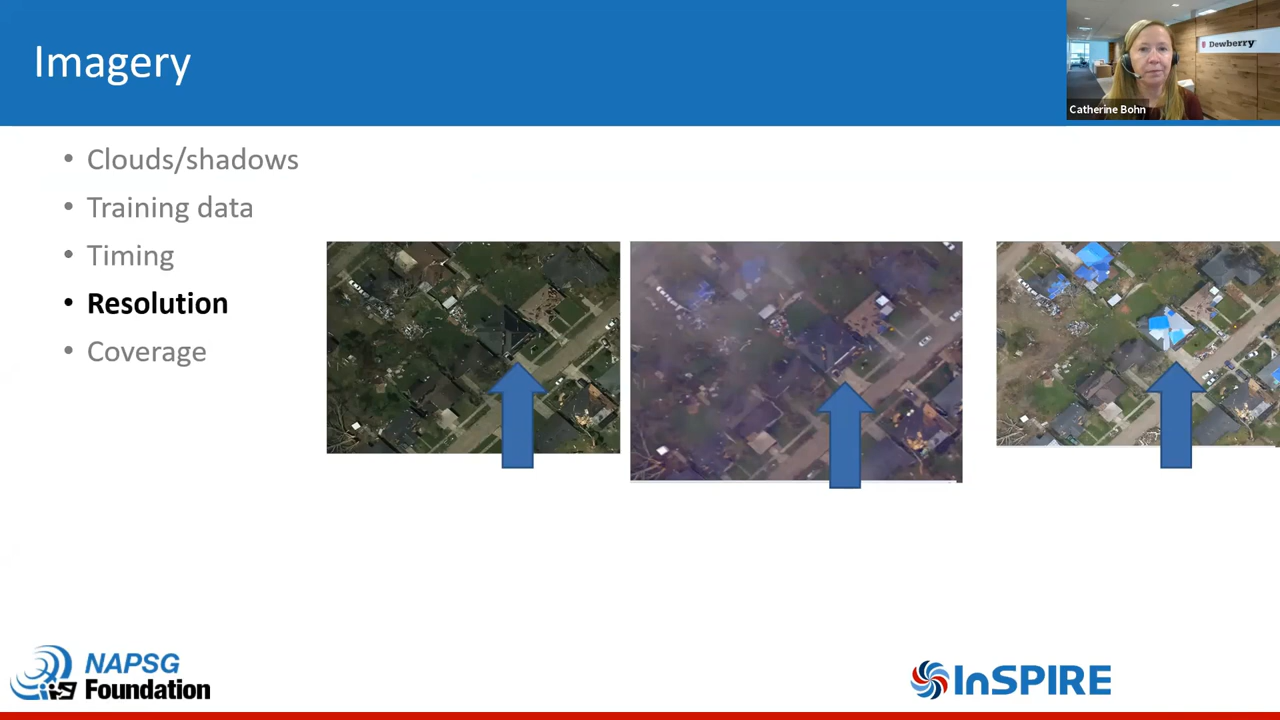 Imagery
Dewberry
Catherine Bohn
• Clouds/shadows
• Training data
• Timing
• Resolution
• Coverage
NAPSG
Foundation
InSPIRE